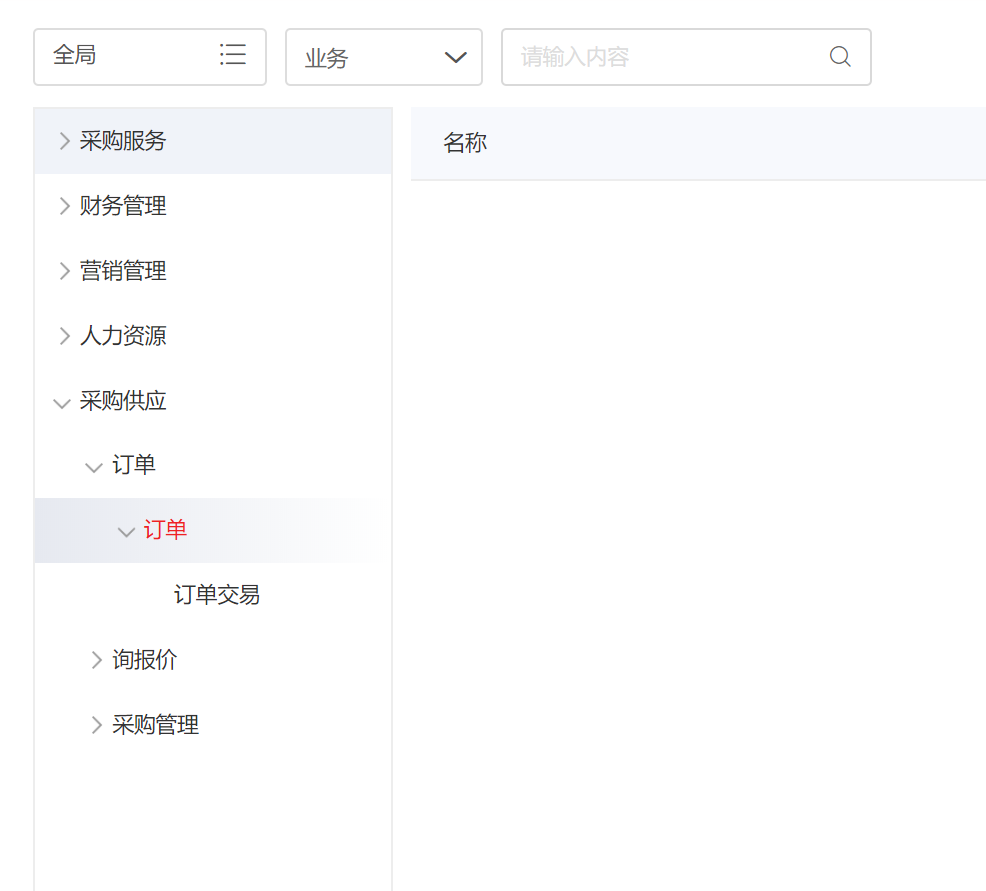 全局
业务
请输入内容
采购服务
名称
财务管理
营销管理
人力资源
采购供应
订单
订单
订单交易
询报价
采购管理